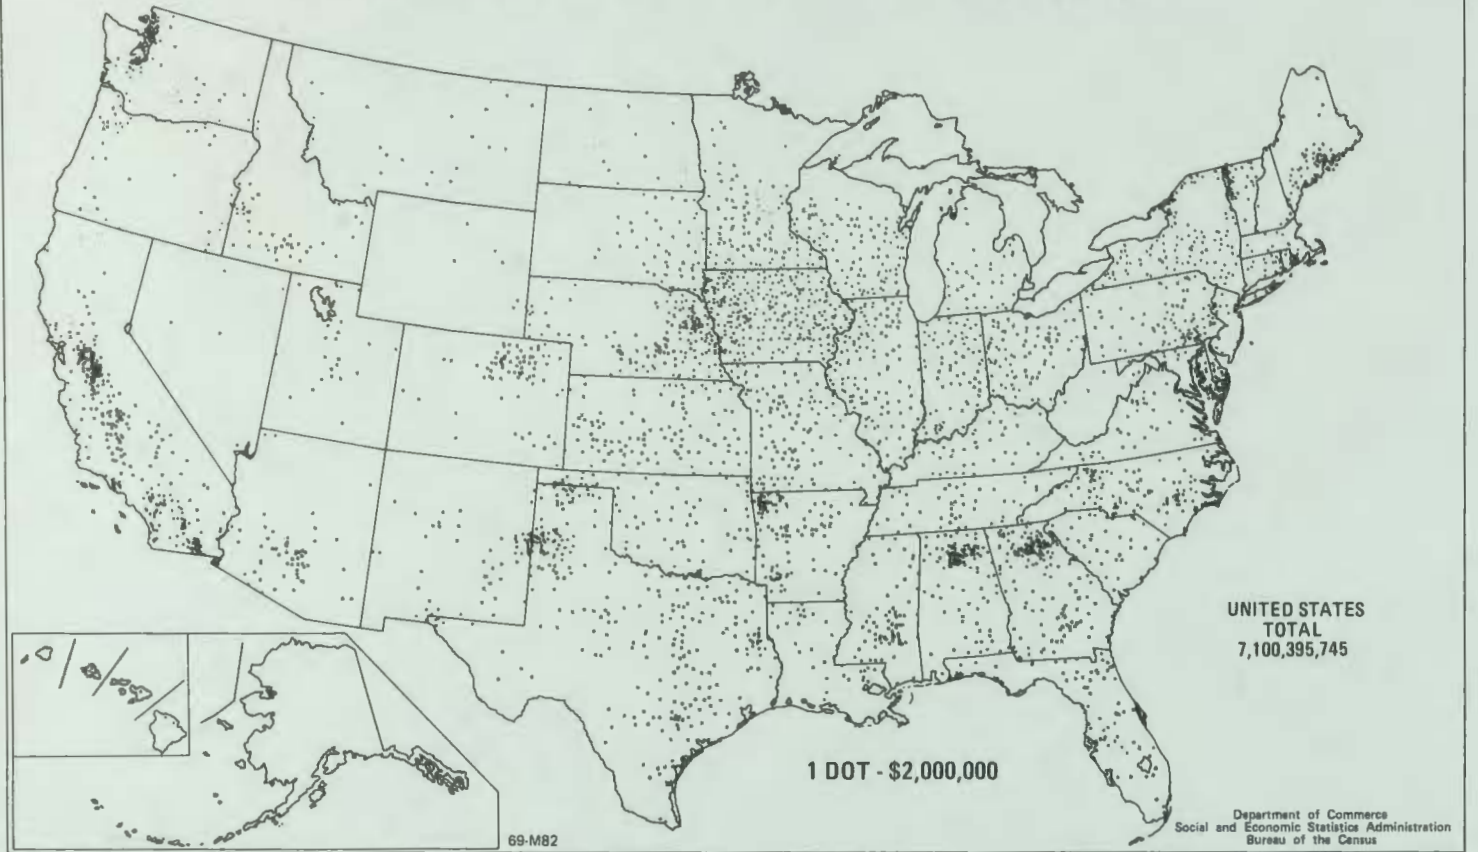 UNITED STATES
TOTAL
7,100,395,745
1 DOT - $2,000,000
69-M82
Department of Commerce
Social and Economic Statistics Administration
Bureau of the Census